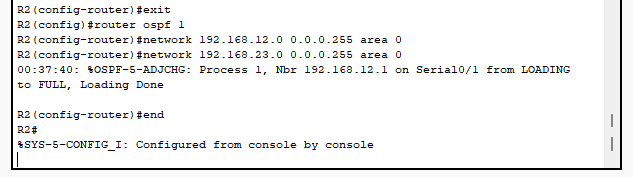 R2(config-router)#exit
R2(config)#router ospf 1
R2(config-router)#network 192.168.12.0 0.0.0.255 area 0
R2(config-router)#network 192.168.23.0 0.0.0.255 area 0
00:37:40: %OSPF-5-ADJCHG: Process 1, Nbr 192.168.12.1 on Serial0/1 from LOADING
to FULL, Loading Done
R2(config-router)#end
R2#
%SYS-5-CONFIG_I: Configured from console by console